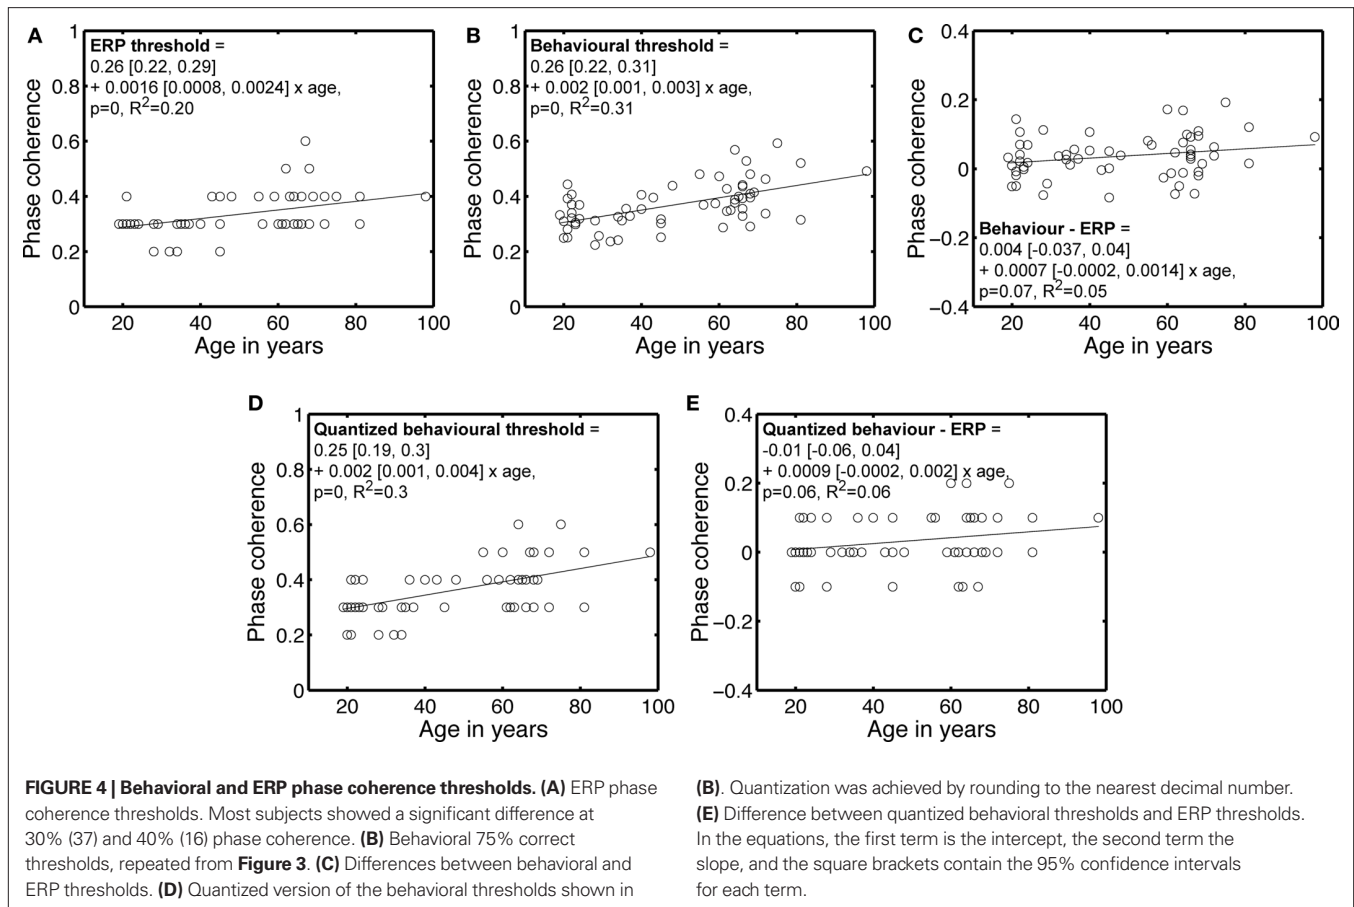 A
ERP threshold =
0.26 [0.22, 0.29]
+ 0.0016 [0.0008, 0.0024] x age,
p=0, R²=0.20
Phase coherence
1
0.8
0.6
0.4
0.2
0
20 40 60 80 100
Age in years
B
Behavioural threshold =
0.26 [0.22, 0.31]
+ 0.002 [0.001, 0.003] x age,
p=0, R²=0.31
Phase coherence
1
0.8
0.6
0.4
0.2
0
20 40 60 80 100
Age in years
C
Phase coherence
0.4
0.2
0
−0.2
−0.4
Behaviour - ERP =
0.004 [-0.037, 0.04]
+ 0.0007 [-0.0002, 0.0014] x age,
p=0.07, R²=0.05
20 40 60 80 100
Age in years
D
Quantized behavioural threshold =
0.25 [0.19, 0.3]
+ 0.002 [0.001, 0.004] x age,
p=0, R²=0.3
Phase coherence
1
0.8
0.6
0.4
0.2
0
20 40 60 80 100
Age in years
E
Quantized behaviour - ERP =
-0.01 [-0.06, 0.04]
+ 0.0009 [-0.0002, 0.002] x age,
p=0.06, R²=0.06
Phase coherence
0.4
0.2
0
−0.2
−0.4
20 40 60 80 100
Age in years
FIGURE 4 | Behavioral and ERP phase coherence thresholds. (A) ERP phase
coherence thresholds. Most subjects showed a significant difference at
30% (37) and 40% (16) phase coherence. (B) Behavioral 75% correct
thresholds, repeated from Figure 3. (C) Differences between behavioral and
ERP thresholds. (D) Quantized version of the behavioral thresholds shown in
(B). Quantization was achieved by rounding to the nearest decimal number.
(E) Difference between quantized behavioral thresholds and ERP thresholds.
In the equations, the first term is the intercept, the second term the
slope, and the square brackets contain the 95% confidence intervals
for each term.